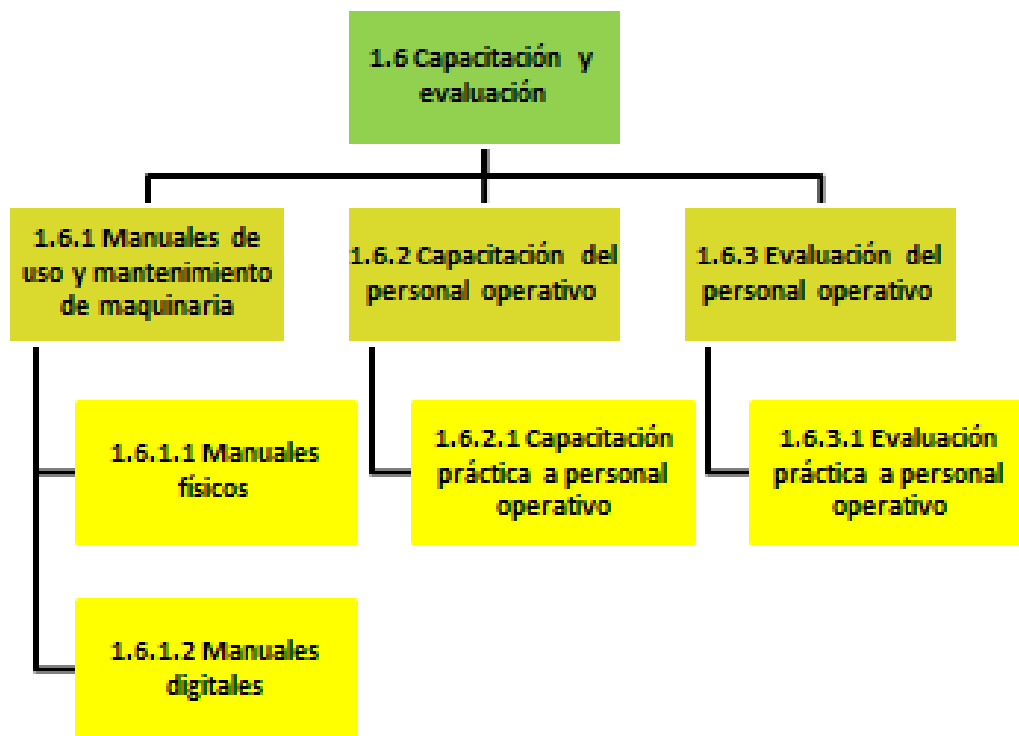 1.6 Capacitación y
evaluación
1.6.1 Manuales de
uso y mantenimiento
de maquinaria
1.6.2 Capacitación del
personal operativo
1.6.3 Evaluación del
personal operativo
1.6.1.1 Manuales
físicos
1.6.2.1 Capacitación
práctica a personal
operativo
1.6.3.1 Evaluación
práctica a personal
operativo
1.6.1.2 Manuales
digitales